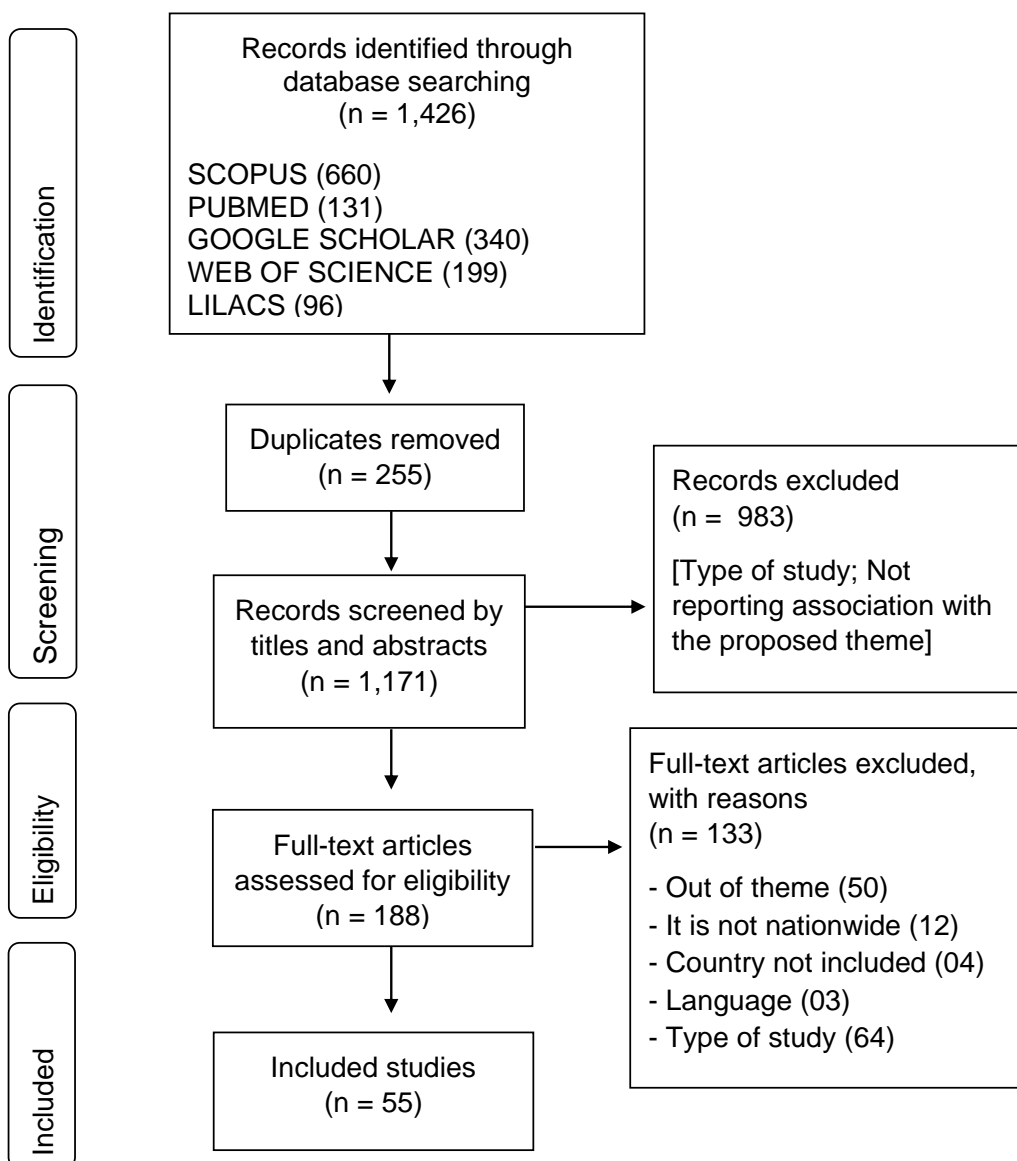 Identification
Records identified through
database searching
(n = 1,426)
SCOPUS (660)
PUBMED (131)
GOOGLE SCHOLAR (340)
WEB OF SCIENCE (199)
LILACS (96)
Screening
Duplicates removed
(n = 255)
Records screened by
titles and abstracts
(n = 1,171)
Records excluded
(n = 983)
[Type of study; Not
reporting association with
the proposed theme]
Eligibility
Full-text articles
assessed for eligibility
(n = 188)
Full-text articles excluded,
with reasons
(n = 133)
- Out of theme (50)
- It is not nationwide (12)
- Country not included (04)
- Language (03)
- Type of study (64)
Included
Included studies
(n = 55)